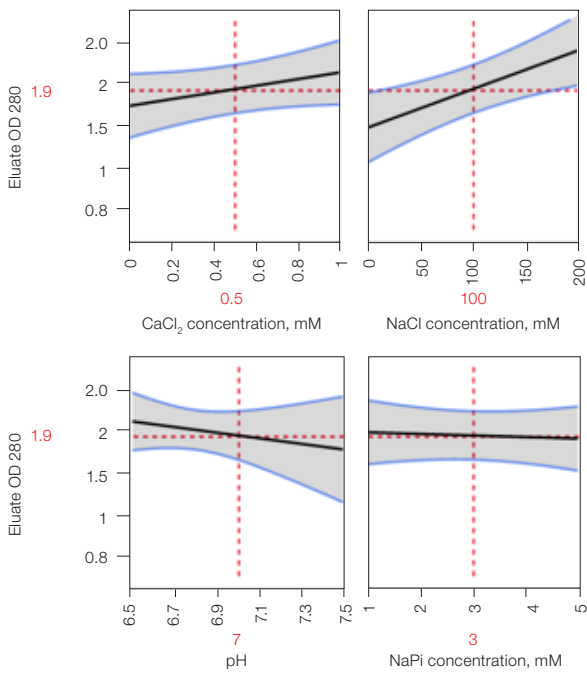 2.0
2
1.5
1
0.8
Eluate OD 280
1.9
0 0.2 0.4 0.6 0.8 1
0.5
CaCl₂ concentration, mM
0 50 100 150 200
100
NaCl concentration, mM
2.0
2
1.5
1
0.8
Eluate OD 280
1.9
6.5 6.7 6.9 7.1 7.3 7.5
7
pH
1 2 3 4 5
3
NaPi concentration, mM